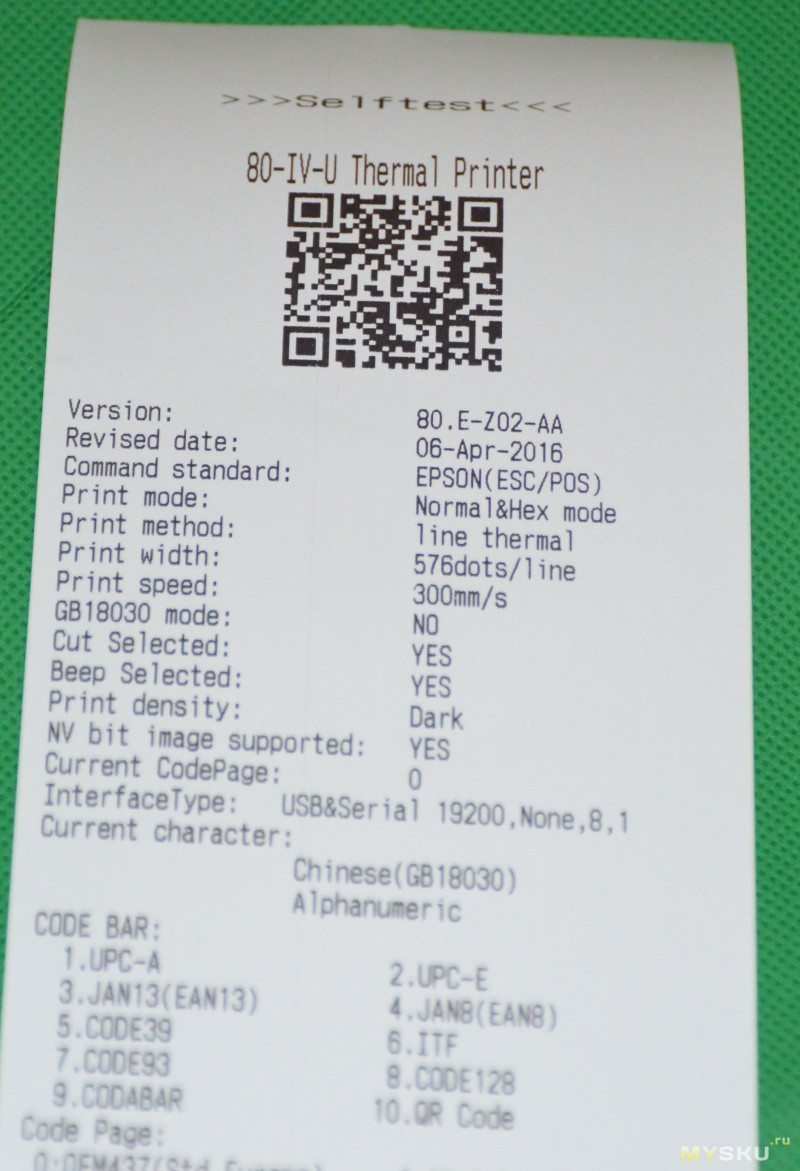 >>>Selftest<<<
80-IV-U Thermal Printer
Version: 80.E-Z02-AA
Revised date: 06-Apr-2016
Command standard: EPSON(ESC/POS)
Print mode: Normal&Hex mode
Print method: line thermal
Print width: 576dots/line
Print speed: 300mm/s
GB18030 mode: NO
Cut Selected: YES
Beep Selected: YES
Print density: Dark
NV bit image supported: YES
Current CodePage: 0
InterfaceType: USB&Serial 19200,None,8,1
Current character:
Chinese(GB18030)
Alphanumeric
CODE BAR:
1.UPC-A 2.UPC-E
3.JAN13(EAN13) 4.JAN8(EAN8)
5.CODE39 6.ITF
7.CODE93 8.CODE128
9.CODABAR 10.QR Code
Code Page:
0:OEM437(Std.
MYSKU.ru